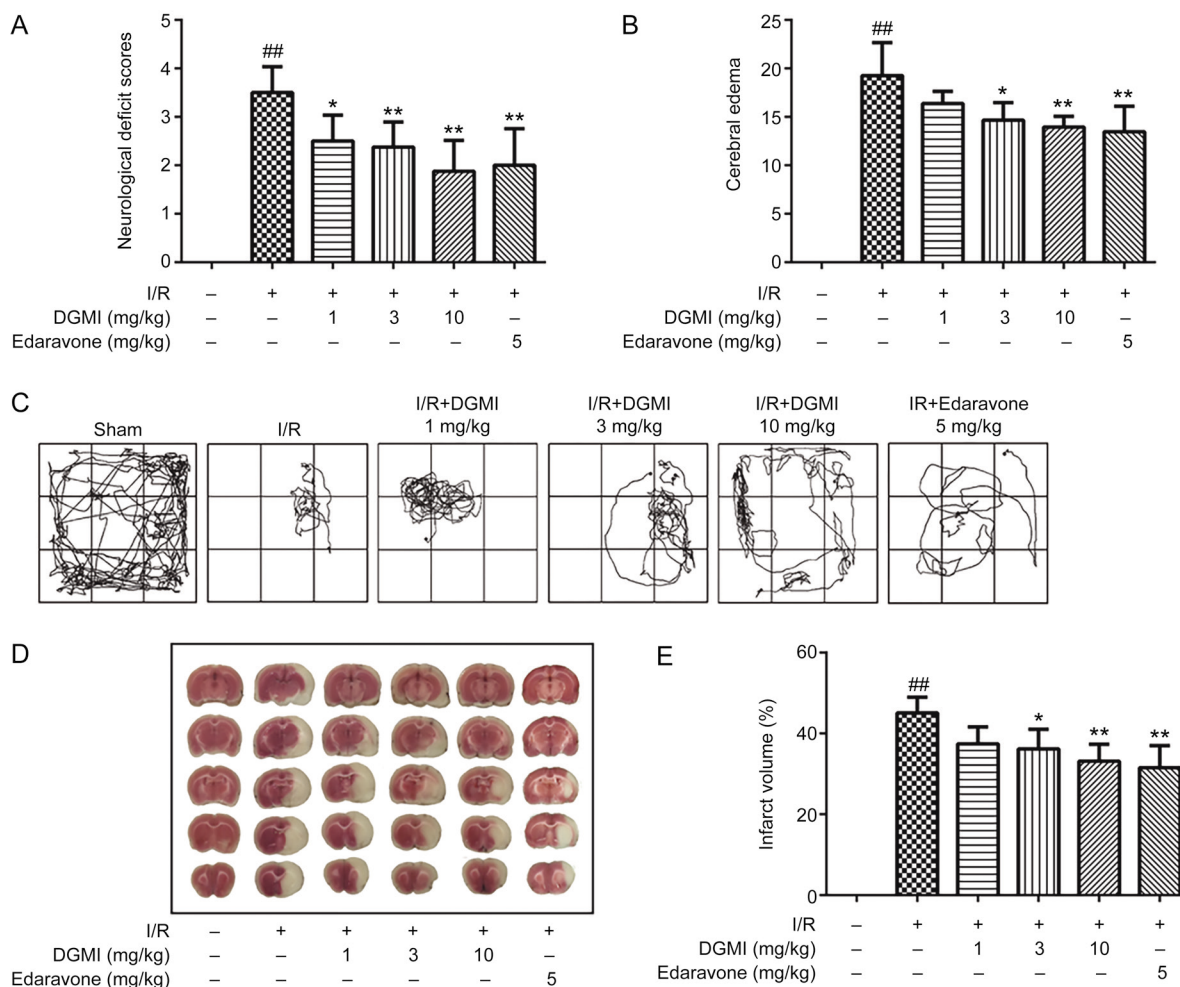 A
Neurological deficit scores
5
4
3
2
1
0
##
*
**
**
**
I/R – + + + + +
DGMI (mg/kg) – – 1 3 10 –
Edaravone (mg/kg) – – – – – 5
B
Cerebral edema
25
20
15
10
5
0
##
*
**
**
I/R – + + + + +
DGMI (mg/kg) – – 1 3 10 –
Edaravone (mg/kg) – – – – – 5
C
Sham
I/R
I/R+DGMI
1 mg/kg
I/R+DGMI
3 mg/kg
I/R+DGMI
10 mg/kg
IR+Edaravone
5 mg/kg
D
I/R – + + + + +
DGMI (mg/kg) – – 1 3 10 –
Edaravone (mg/kg) – – – – – 5
E
Infarct volume (%)
60
40
20
0
##
*
**
**
I/R – + + + + +
DGMI (mg/kg) – – 1 3 10 –
Edaravone (mg/kg) – – – – – 5